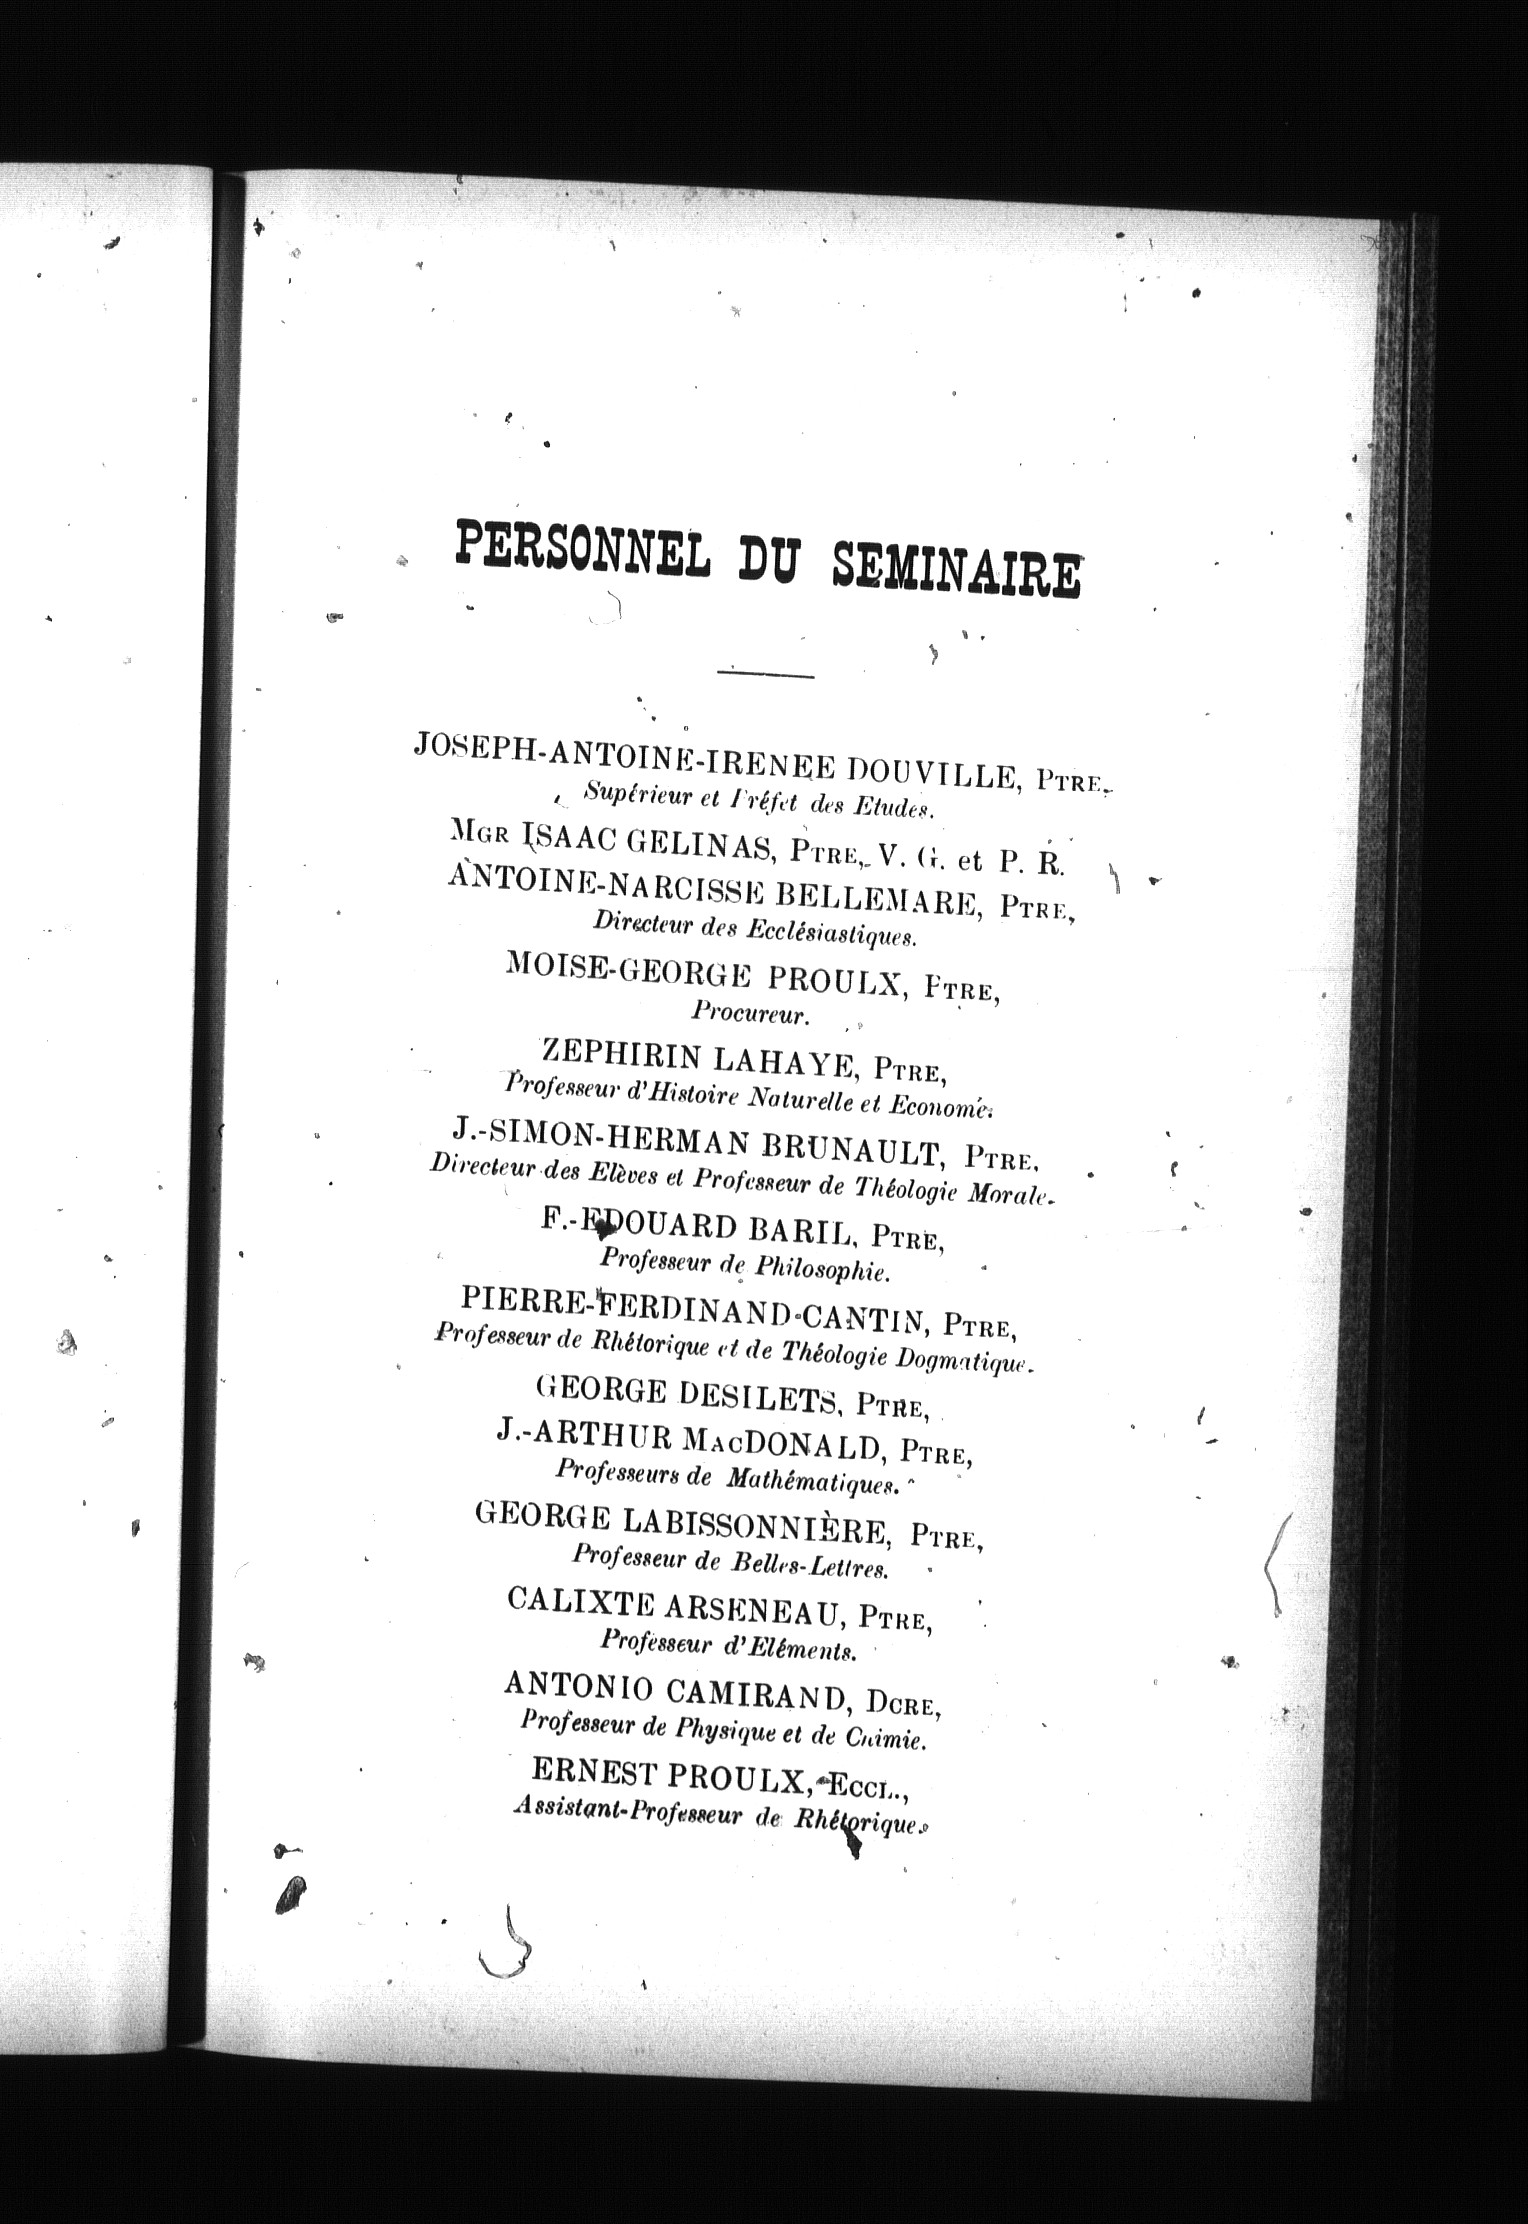 PERSONNEL DU SEMINAIRE
JOSEPH-ANTOINE-IRENEE DOUVILLE, PTRE.
Supérieur et Préfet des Etudes.
MGR ISAAC GELINAS, PTRE, V. G. et P. R.
ANTOINE-NARCISSE BELLEMARE, PTRE,
Directeur des Ecclésiastiques.
MOISE-GEORGE PROULX, PTRE,
Procureur.
ZEPHIRIN LAHAYE, PTRE,
Professeur d'Histoire Naturelle et Econome.
J.-SIMON-HERMAN BRUNAULT, PTRE.
Directeur des Elèves et Professeur de Théologie Morale.
F.-EDOUARD BARIL, PTRE,
Professeur de Philosophie.
PIERRE-FERDINAND-CANTIN, PTRE,
Professeur de Rhétorique et de Théologie Dogmatique.
GEORGE DESILETS, PTRE,
J.-ARTHUR MACDONALD, PTRE,
Professeurs de Mathématiques.
GEORGE LABISSONNIÈRE, PTRE,
Professeur de Belles-Lettres.
CALIXTE ARSENEAU, PTRE,
Professeur d'Eléments.
ANTONIO CAMIRAND, DCRE,
Professeur de Physique et de Chimie.
ERNEST PROULX, ECCL.,
Assistant-Professeur de Rhétorique.